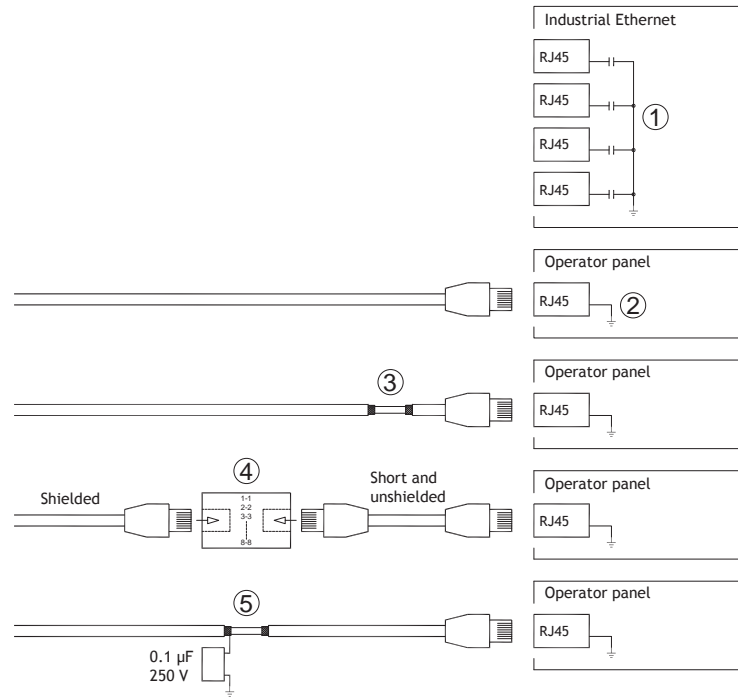 Industrial Ethernet
RJ45
RJ45
1
RJ45
RJ45
Operator panel
RJ45
2
Operator panel
3
RJ45
4
Operator panel
Shielded
Short and
unshielded
1-1
2-2
3-3
8-8
RJ45
Operator panel
5
RJ45
0.1 µF
250 V